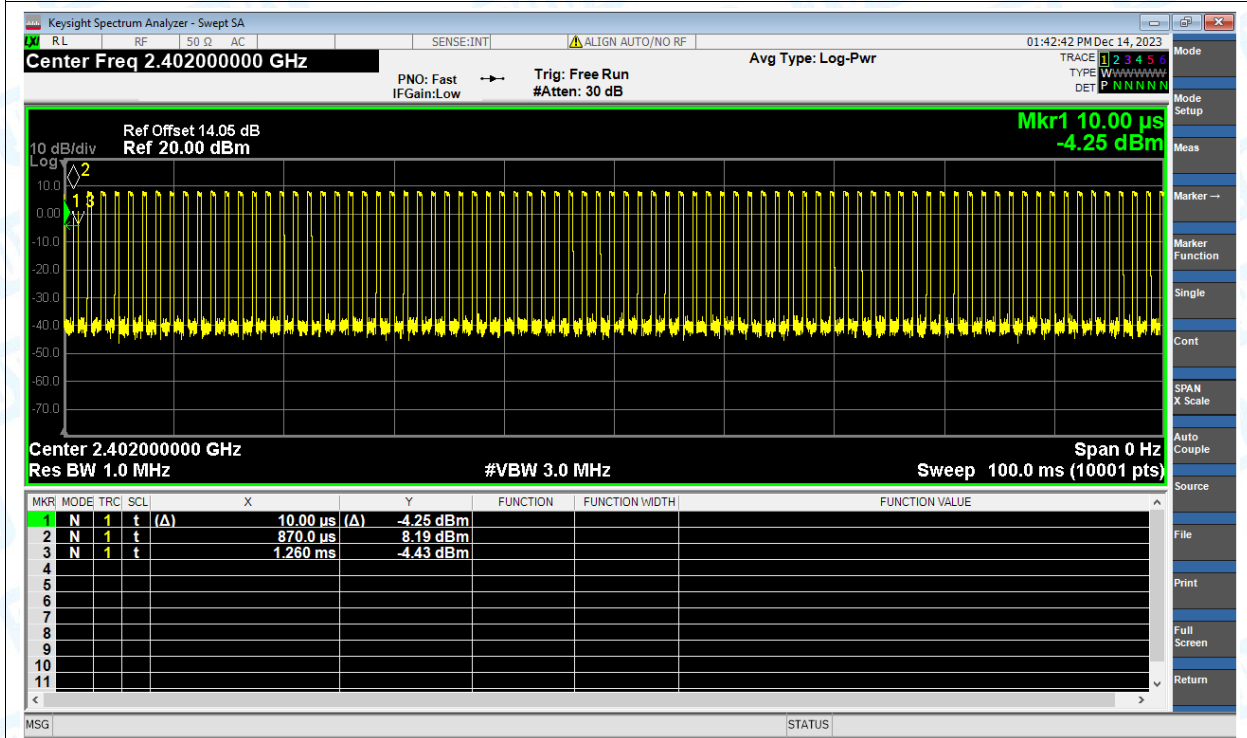 Keysight Spectrum Analyzer - Swept SA
LXI RL RF 50 Ω AC SENSE:INT ALIGN AUTO/NO RF 01:42:42 PM Dec 14, 2023
Center Freq 2.402000000 GHz
PNO: Fast
IFGain:Low
Trig: Free Run
#Atten: 30 dB
Avg Type: Log-Pwr
TRACE 1 2 3 4 5 6
TYPE WWWWWW
DET P N N N N N
Ref Offset 14.05 dB
10 dB/div Ref 20.00 dBm
Log
Mkr1 10.00 µs
-4.25 dBm
10.0
0.00
-10.0
-20.0
-30.0
-40.0
-50.0
-60.0
-70.0
2
1 3
Center 2.402000000 GHz Span 0 Hz
Res BW 1.0 MHz #VBW 3.0 MHz Sweep 100.0 ms (10001 pts)
MKR MODE TRC SCL X Y FUNCTION FUNCTION WIDTH FUNCTION VALUE
1 N 1 t (Δ) 10.00 µs (Δ) -4.25 dBm
2 N 1 t 870.0 µs 8.19 dBm
3 N 1 t 1.260 ms -4.43 dBm
4
5
6
7
8
9
10
11
MSG STATUS
Mode
Mode Setup
Meas
Marker→
Marker Function
Single
Cont
SPAN X Scale
Auto Couple
Source
File
Print
Full Screen
Return